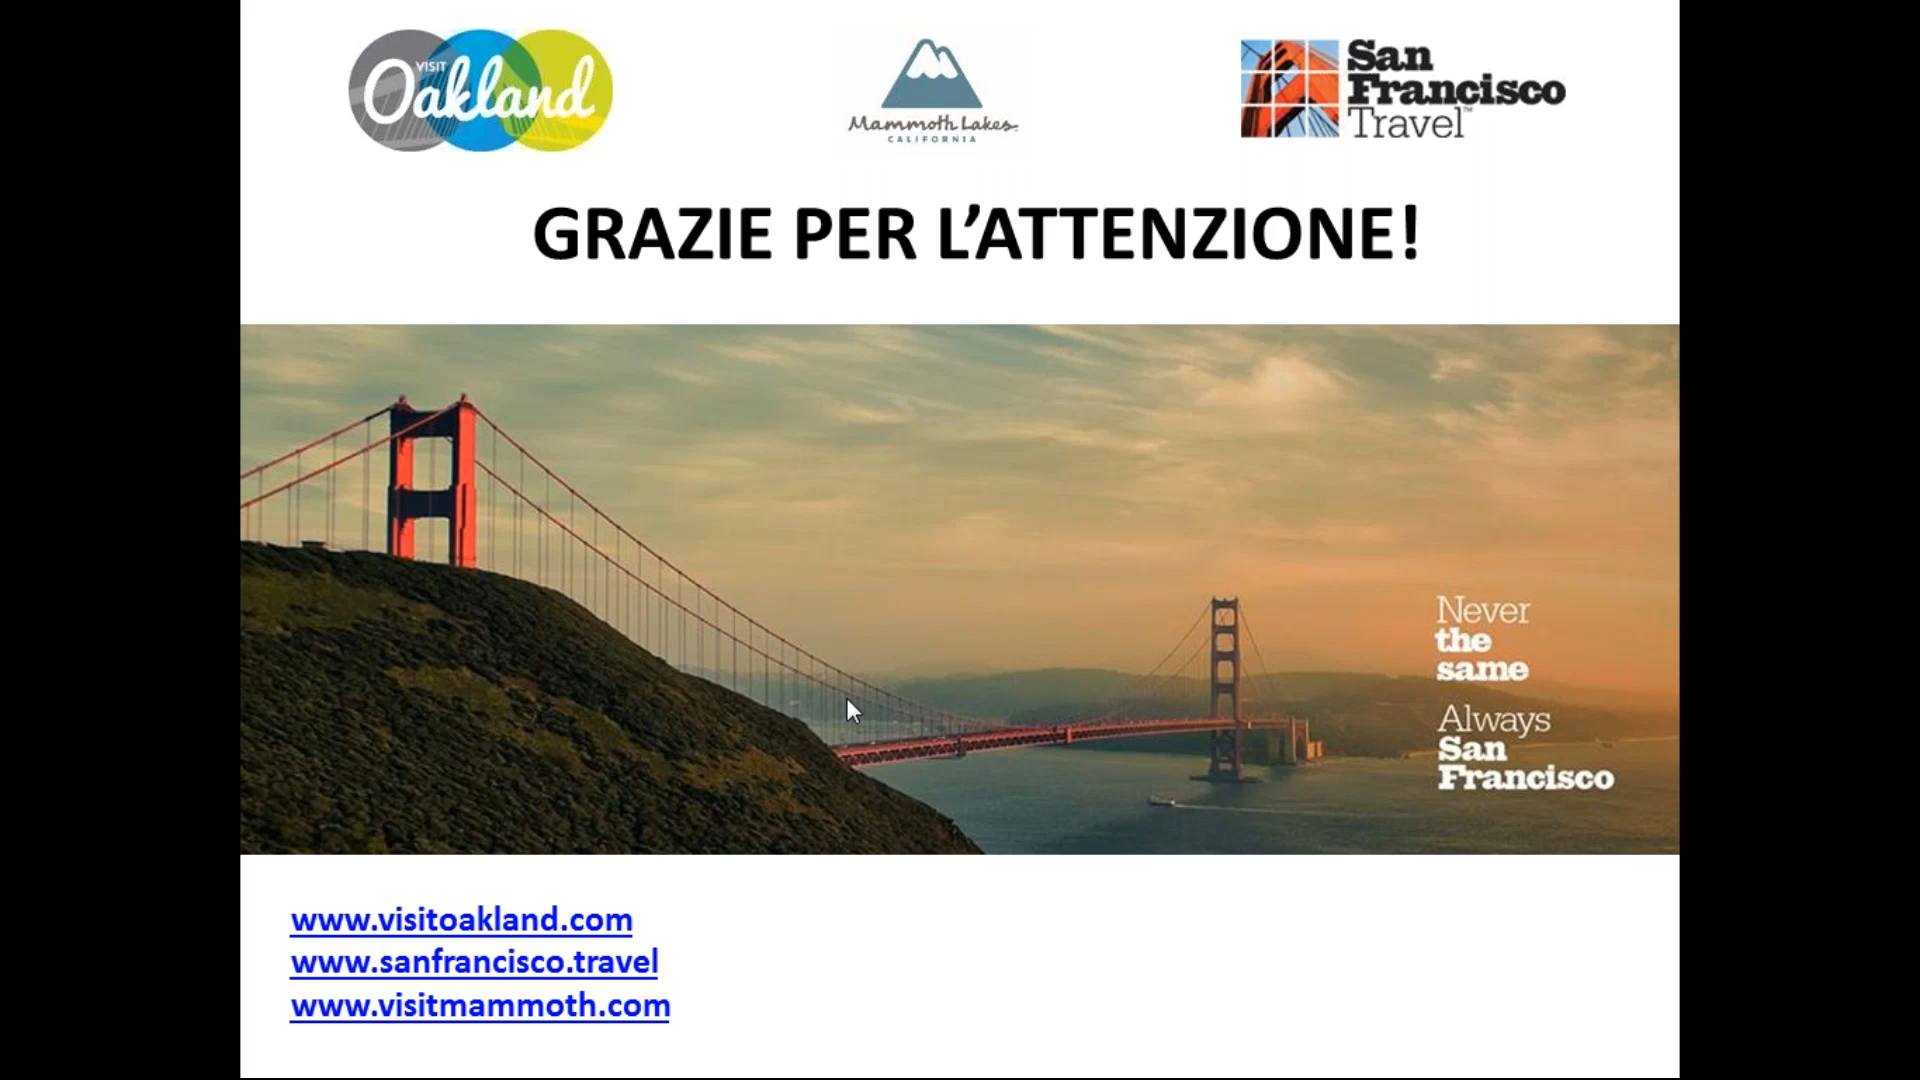 VISIT
Oakland
Mammoth Lakes
CALIFORNIA
San
Francisco
Travel™
GRAZIE PER L’ATTENZIONE!
Never
the
same
Always
San
Francisco
www.visitoakland.com
www.sanfrancisco.travel
www.visitmammoth.com